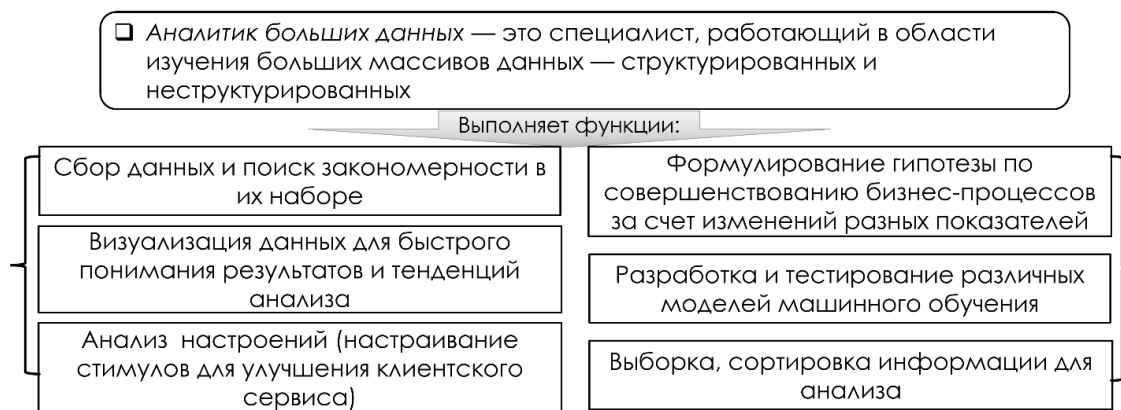 ❑ Аналитик больших данных — это специалист, работающий в области
изучения больших массивов данных — структурированных и
неструктурированных
Выполняет функции:
Сбор данных и поиск закономерности в
их наборе
Визуализация данных для быстрого
понимания результатов и тенденций
анализа
Анализ настроений (настраивание
стимулов для улучшения клиентского
сервиса)
Формулирование гипотезы по
совершенствованию бизнес-процессов
за счет изменений разных показателей
Разработка и тестирование различных
моделей машинного обучения
Выборка, сортировка информации для
анализа